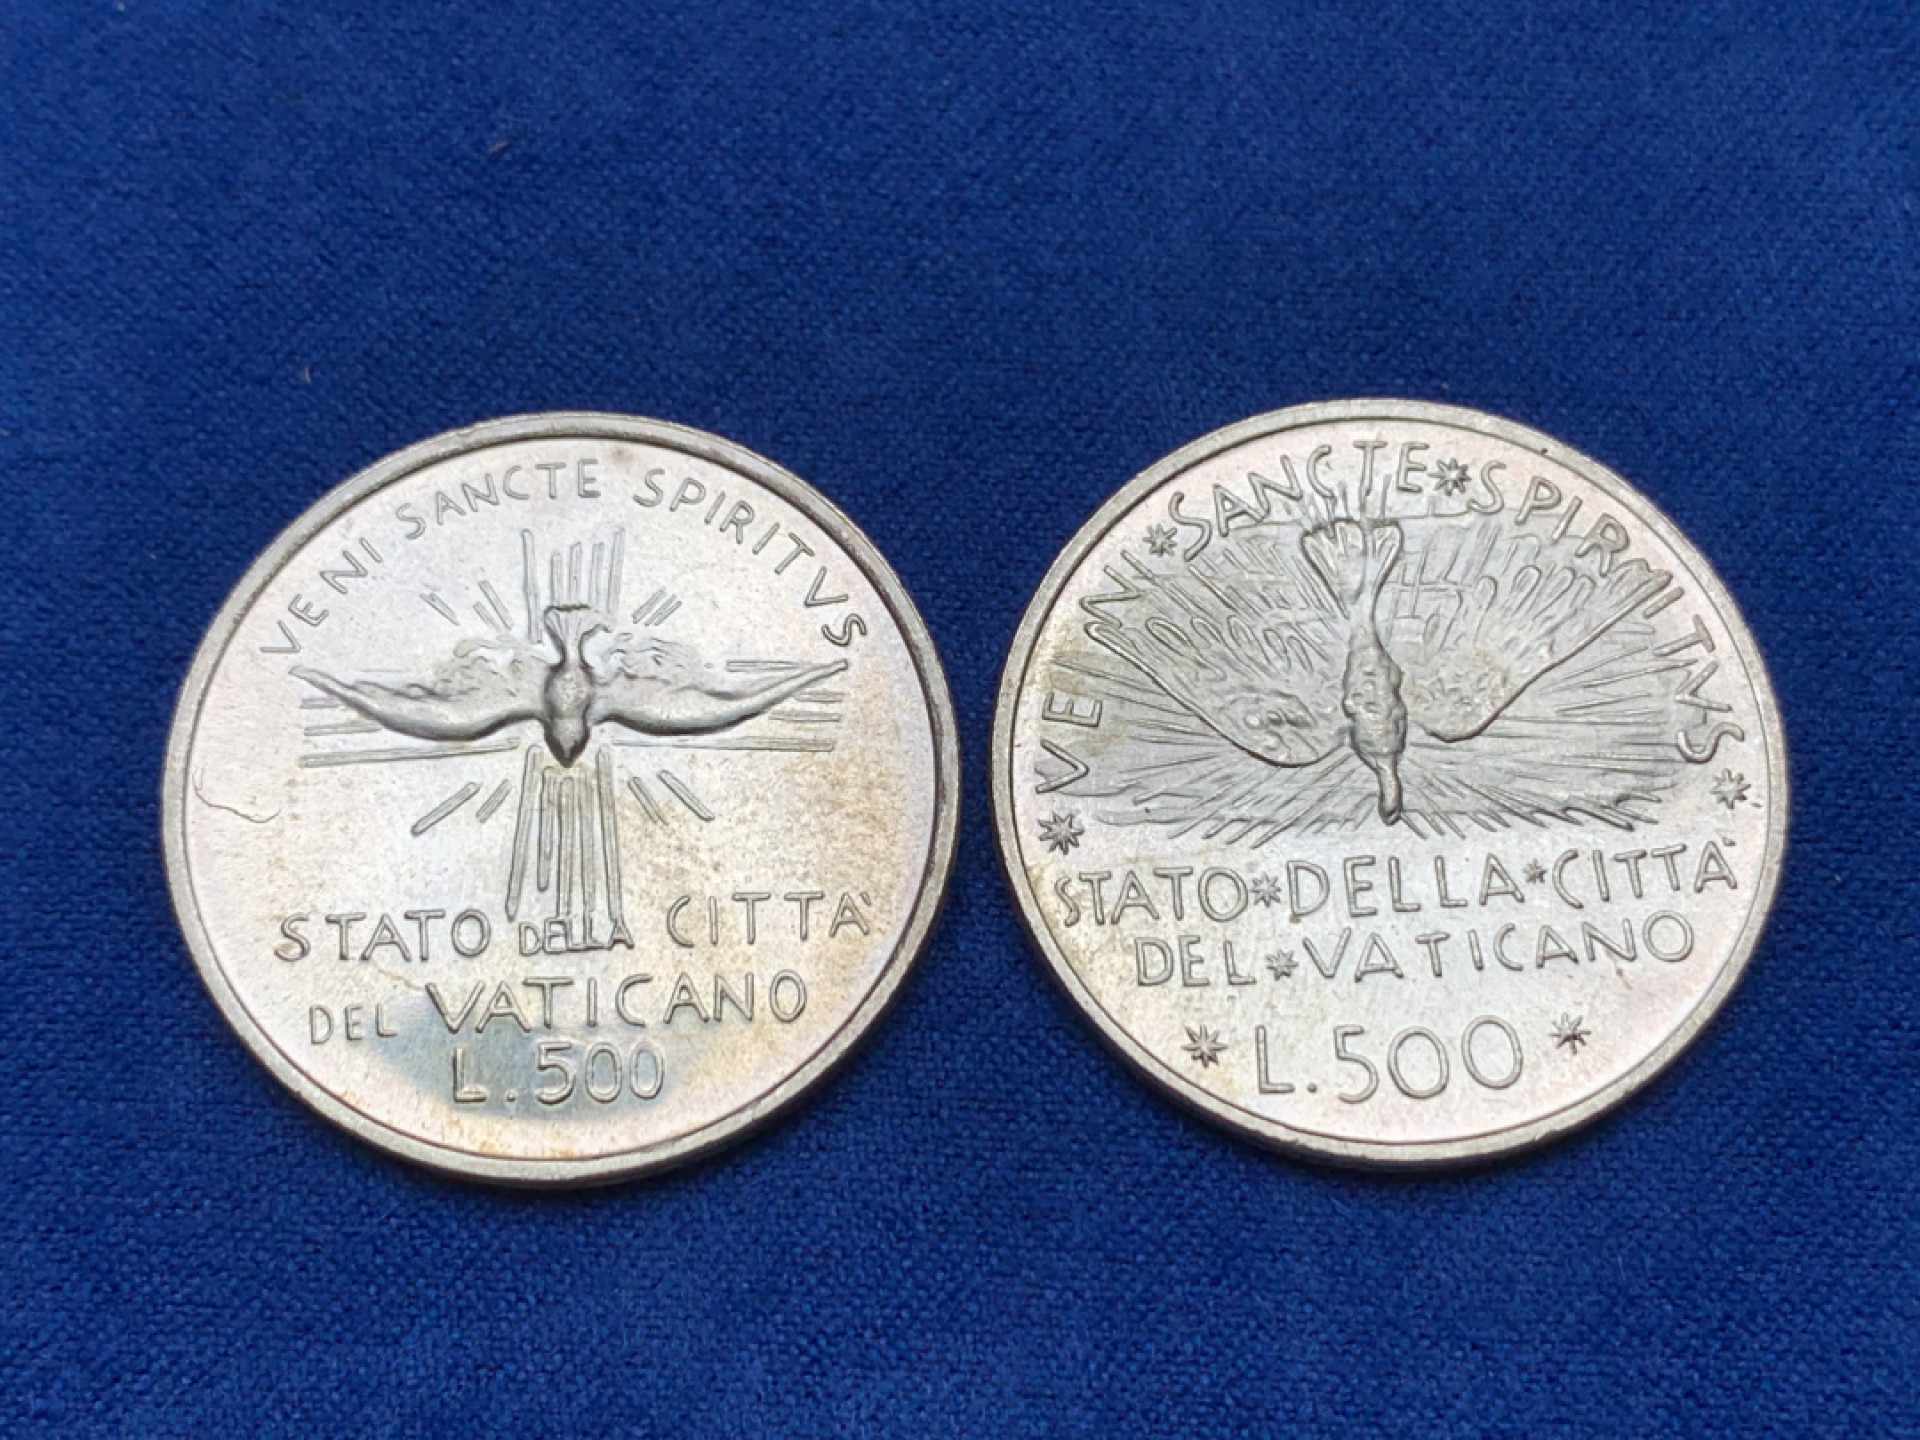 VENI SANCTE SPIRITVS
STATO DELLA CITTA'
DEL VATICANO
L. 500
VENI * SANCTE * SPIRITVS
STATO * DELLA * CITTA'
DEL * VATICANO
* L. 500 *